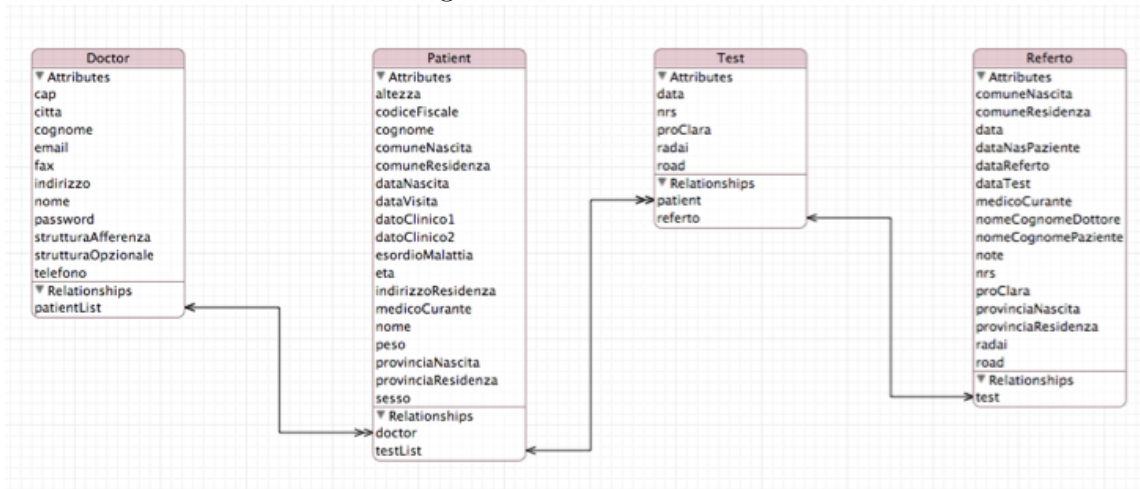 Doctor
Attributes
cap
citta
cognome
email
fax
indirizzo
nome
password
strutturaAfferenza
strutturaOpzionale
telefono
Relationships
patientList
Patient
Attributes
altezza
codiceFiscale
cognome
comuneNascita
comuneResidenza
dataNascita
dataVisita
datoClinico1
datoClinico2
esordioMalattia
eta
indirizzoResidenza
medicoCurante
nome
peso
provinciaNascita
provinciaResidenza
sesso
Relationships
doctor
testList
Test
Attributes
data
nrs
proClara
radai
road
Relationships
patient
referto
Referto
Attributes
comuneNascita
comuneResidenza
data
dataNasPaziente
dataReferto
dataTest
medicoCurante
nomeCognomeDottore
nomeCognomePaziente
note
nrs
proClara
provinciaNascita
provinciaResidenza
radai
road
Relationships
test